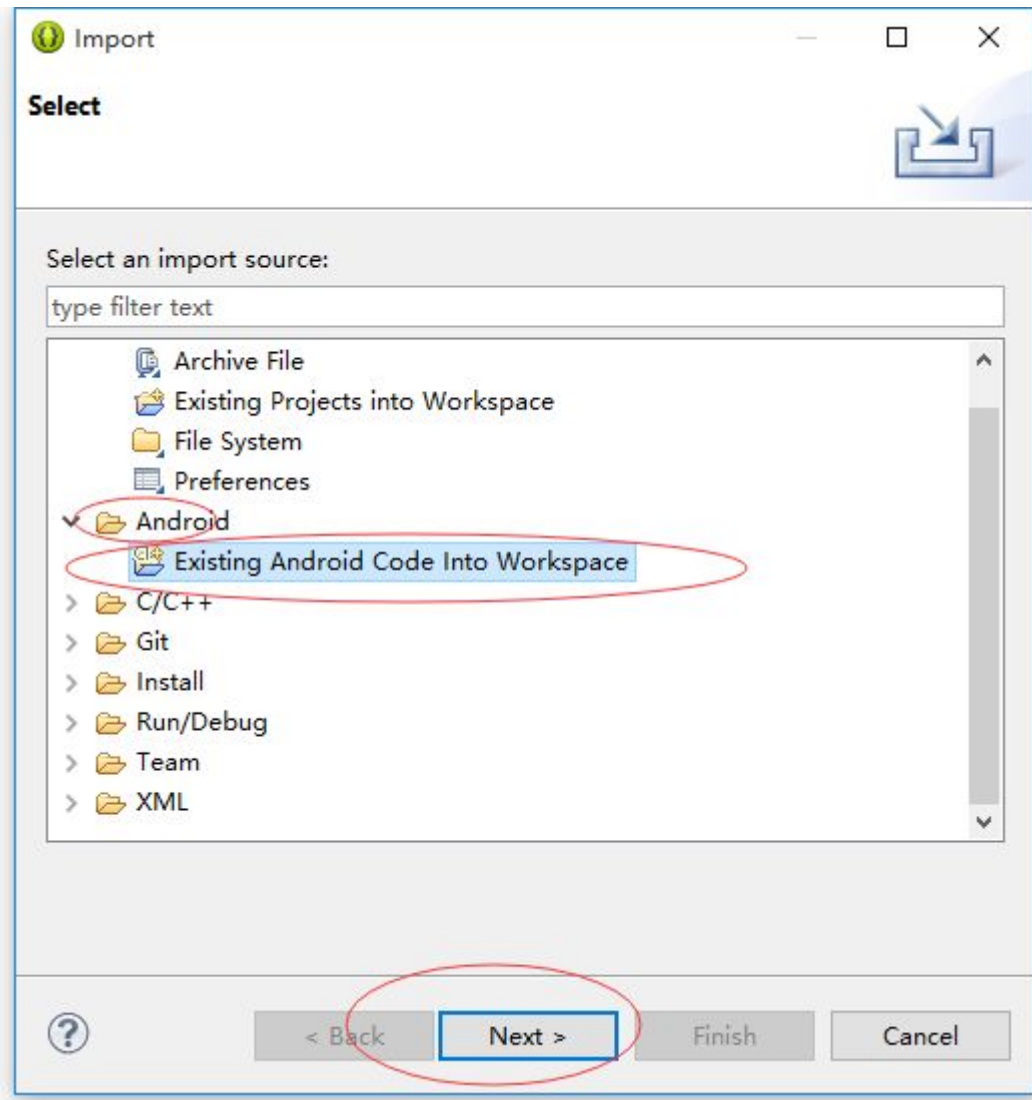 Import
Select
Select an import source:
type filter text
Archive File
Existing Projects into Workspace
File System
Preferences
Android
Existing Android Code Into Workspace
C/C++
Git
Install
Run/Debug
Team
XML
? < Back Next > Finish Cancel